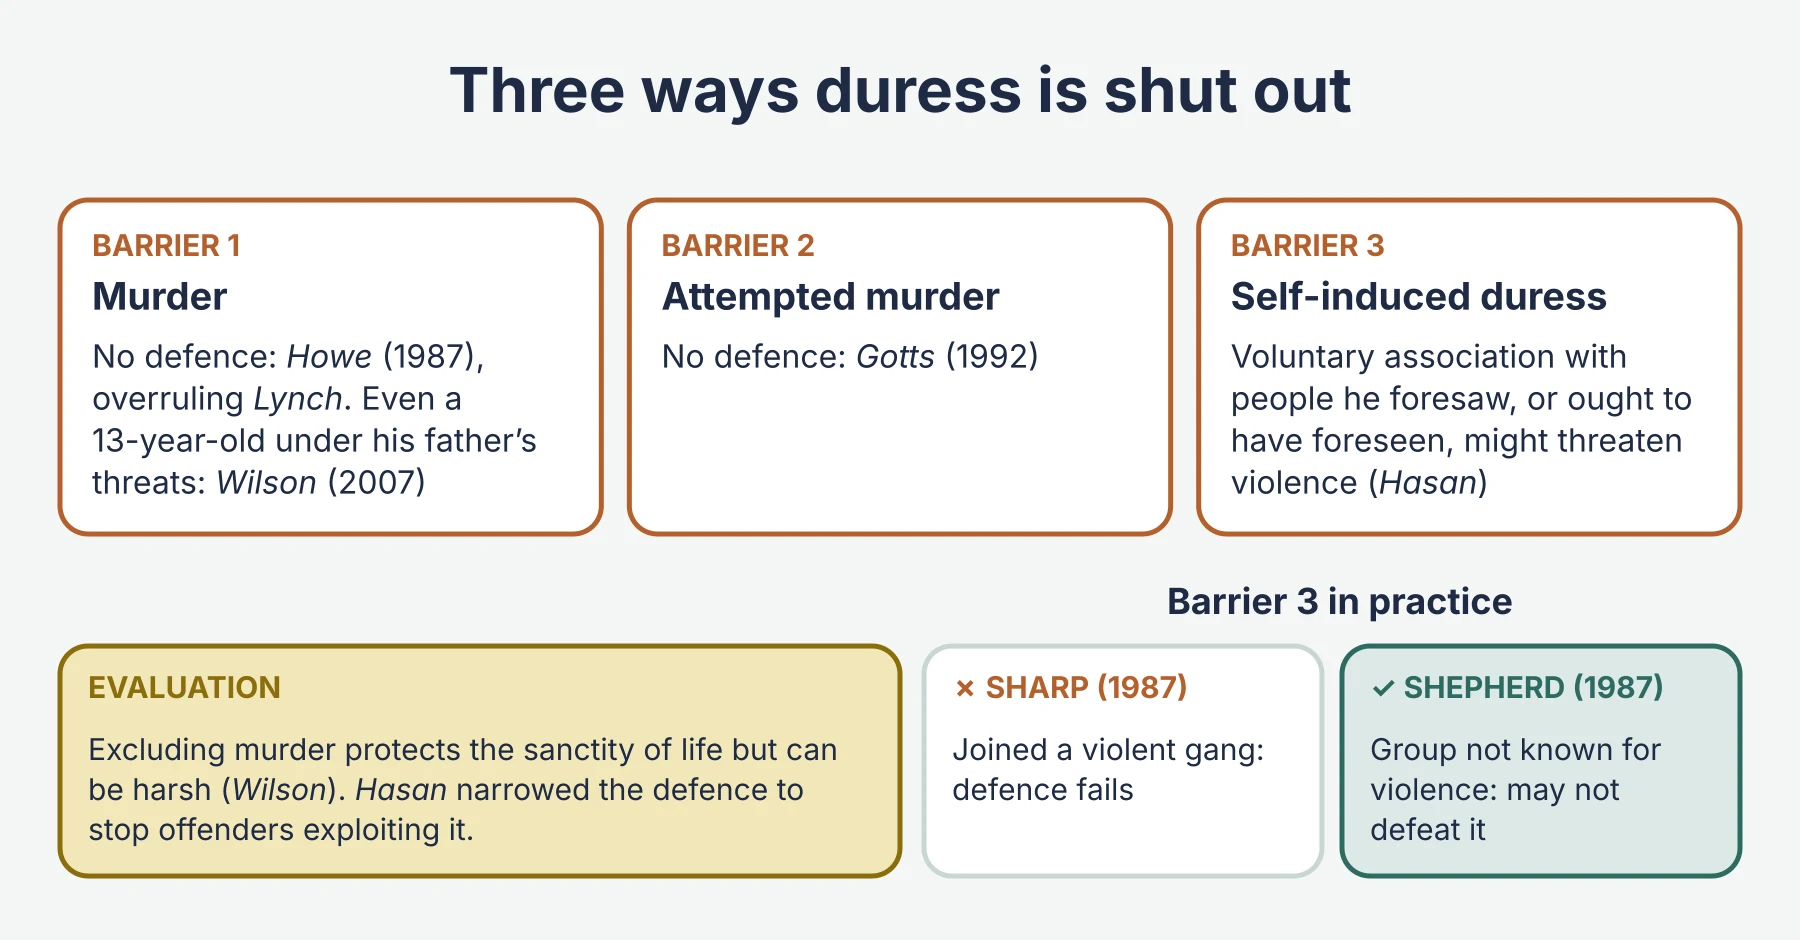 Three ways duress is shut out
BARRIER 1
Murder
No defence: Howe (1987),
overruling Lynch. Even a
13-year-old under his father’s
threats: Wilson (2007)
BARRIER 2
Attempted murder
No defence: Gotts (1992)
BARRIER 3
Self-induced duress
Voluntary association with
people he foresaw, or ought to
have foreseen, might threaten
violence (Hasan)
EVALUATION
Excluding murder protects the sanctity of life but can
be harsh (Wilson). Hasan narrowed the defence to
stop offenders exploiting it.
Barrier 3 in practice
× SHARP (1987)
Joined a violent gang:
defence fails
✓ SHEPHERD (1987)
Group not known for
violence: may not
defeat it